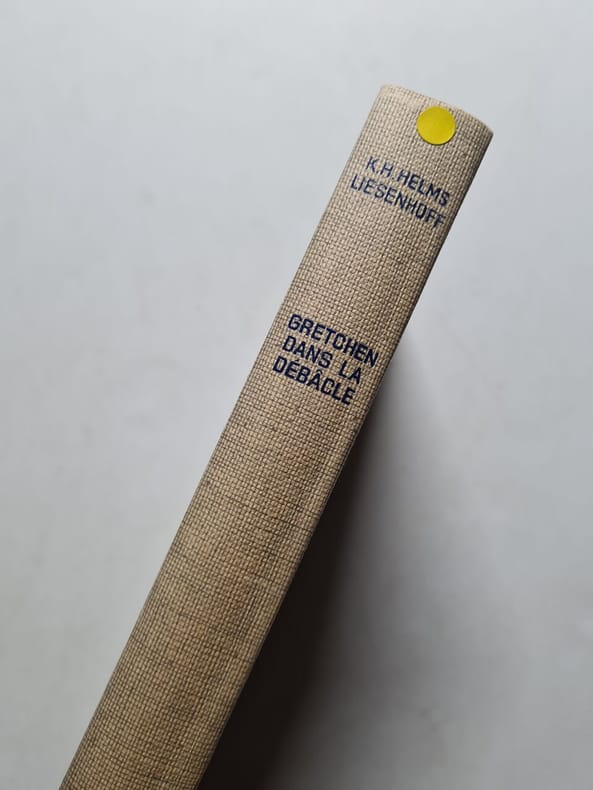 K.H.HELMS
LIESENHOFF
GRETCHEN
DANS LA
DÉBÂCLE